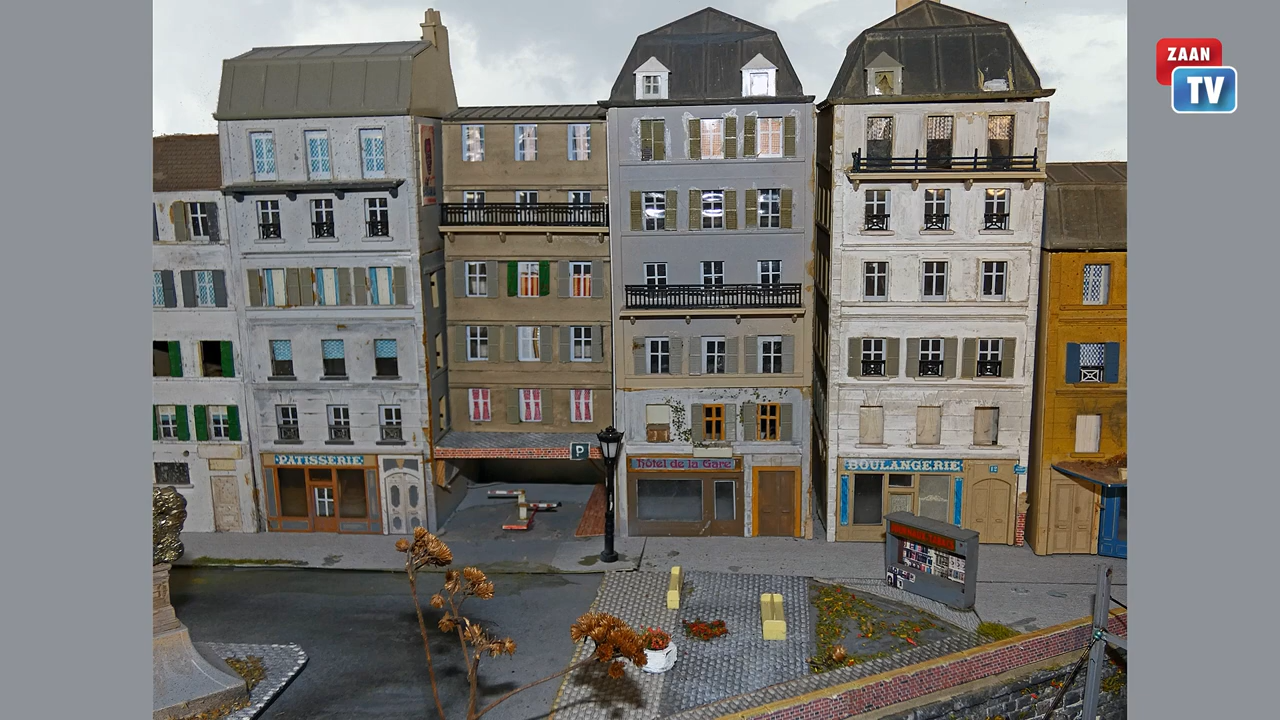 ZAAN
TV
PATISSERIE
P
hôtel de la Gare
BOULANGERIE